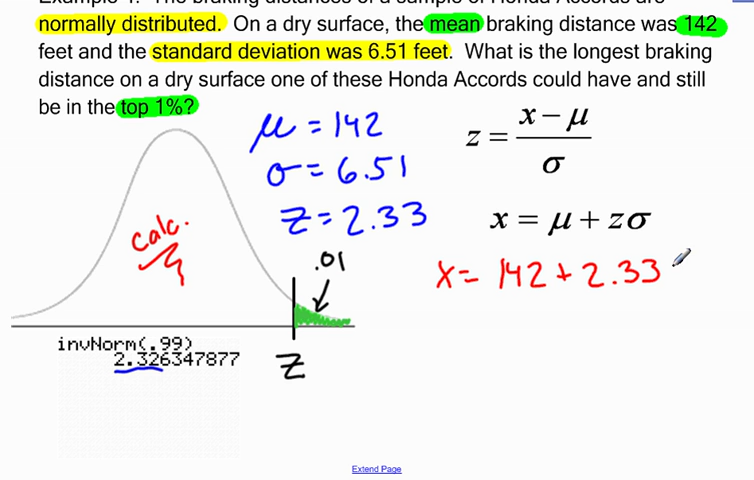 normally distributed. On a dry surface, the mean braking distance was 142
feet and the standard deviation was 6.51 feet. What is the longest braking
distance on a dry surface one of these Honda Accords could have and still
be in the top 1%?
μ = 142
σ = 6.51
z = 2.33
z = x − μ / σ
x = μ + zσ
x = 142 + 2.33
calc.
.01
z
invNorm(.99)
2.326347877
Extend Page